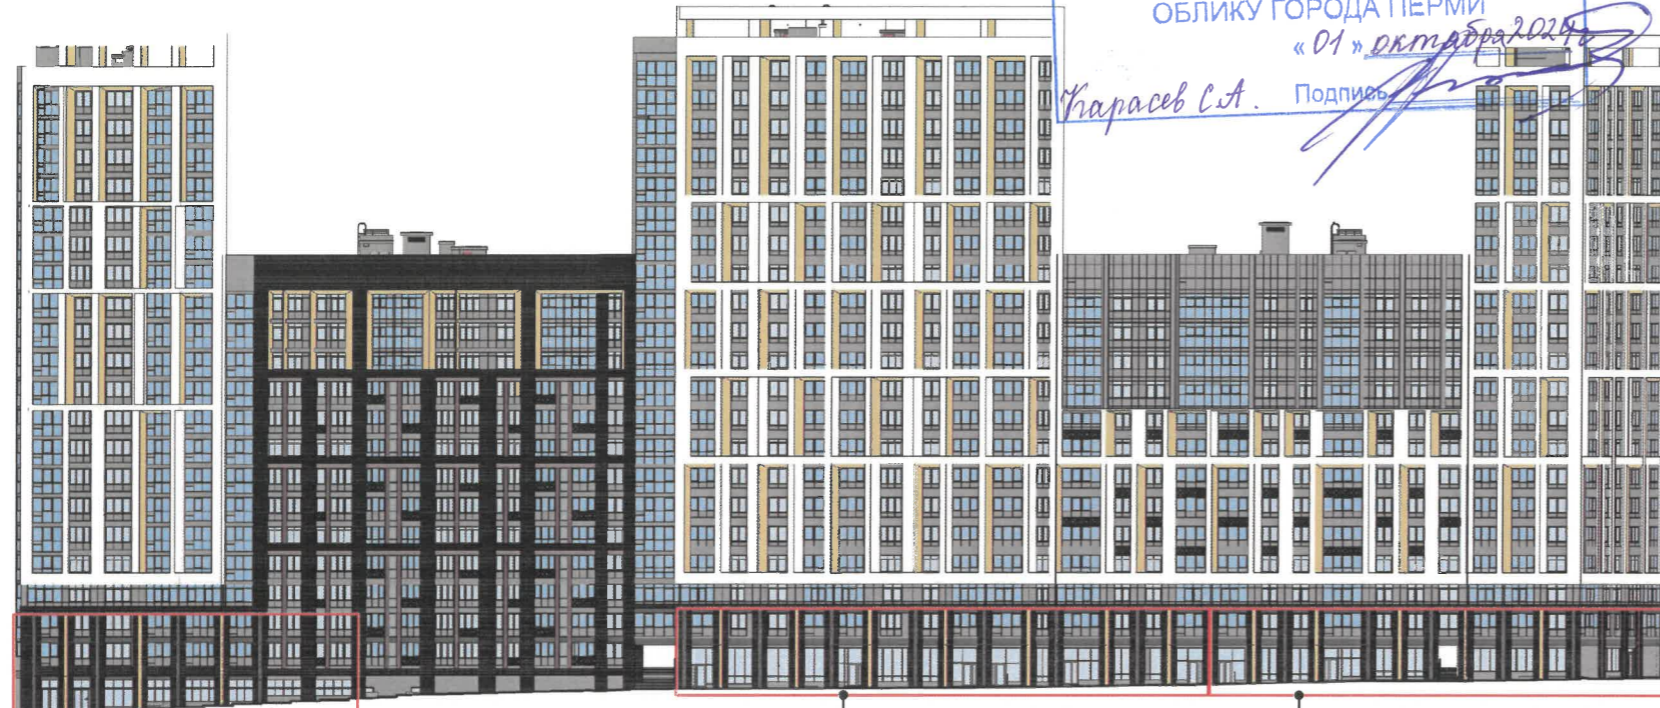 ОБЛИКУ ГОРОДА ПЕРМИ
« 01 » октября 2024
Карасев С.А. Подпись